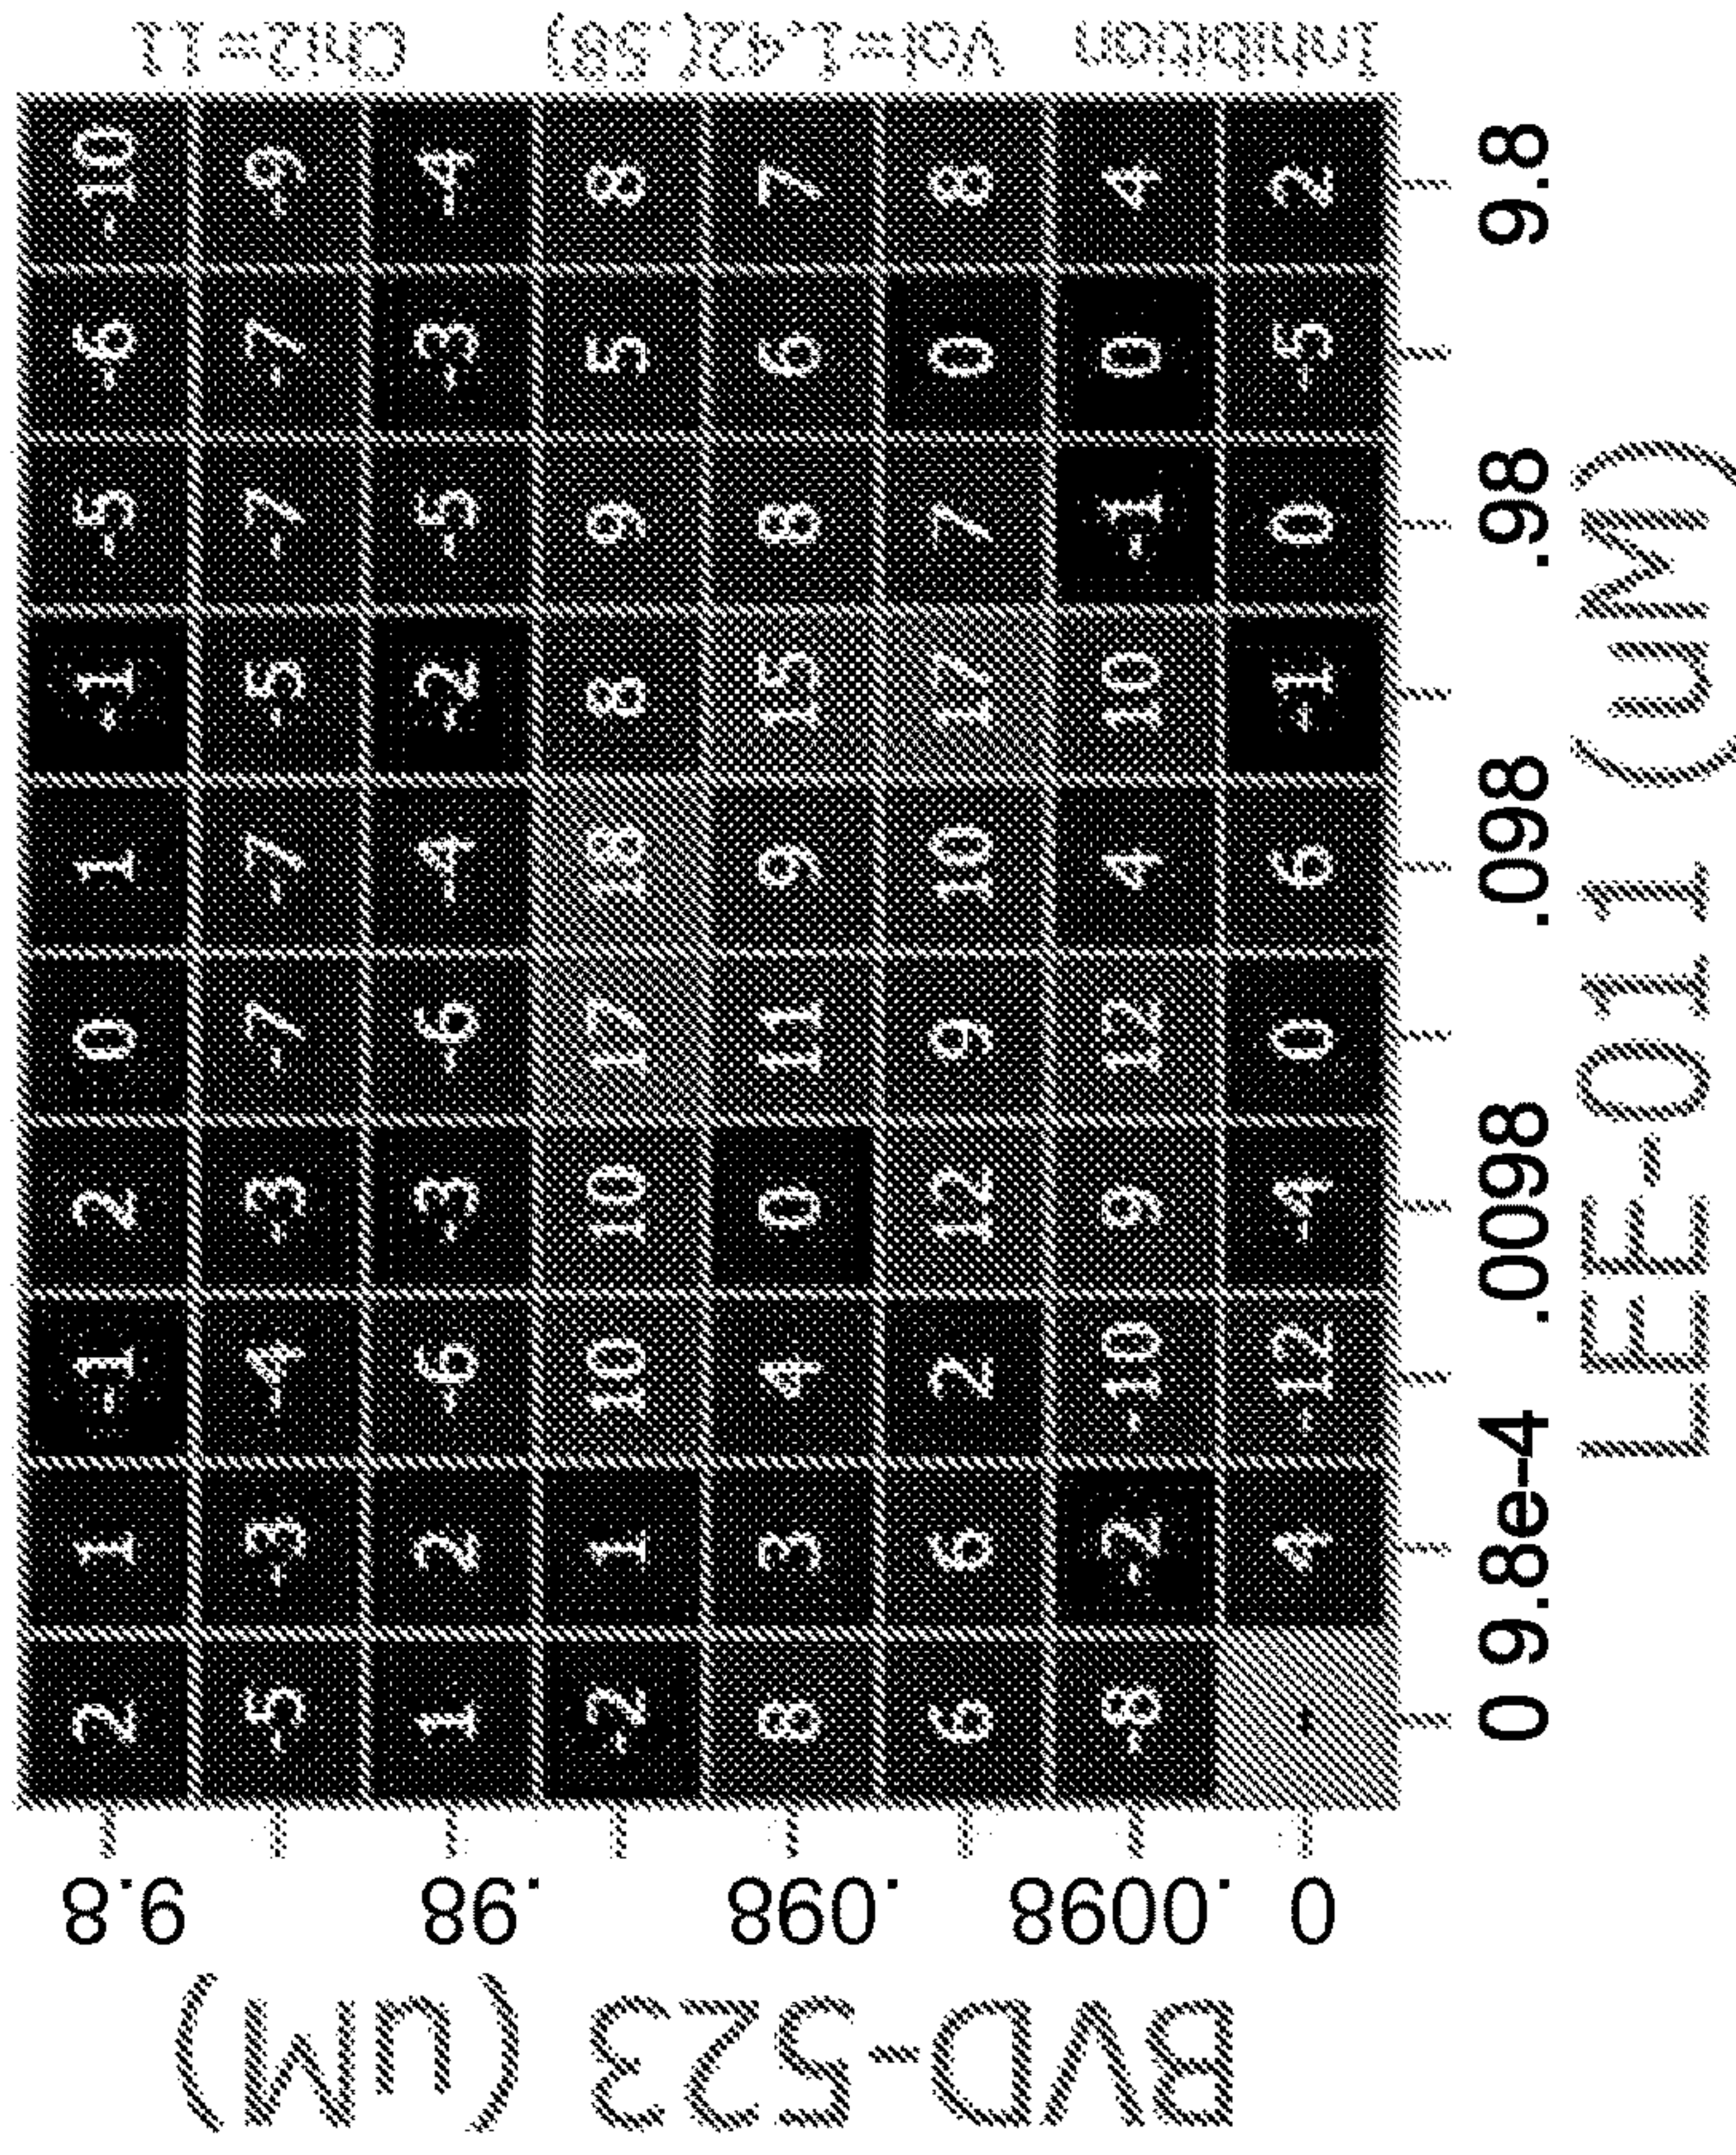 BVD-523 (uM)
9.8 2 1 -1 2 0 1 -1 -5 -6 -10
-5 -3 -4 -3 -7 -7 -5 -7 -7 -9
.98 1 2 -6 -3 -6 -4 -2 -5 -3 -4
-2 1 10 10 17 18 8 9 5 8
.098 8 3 4 -0 11 9 15 8 6 7
6 6 2 12 9 10 17 7 0 8
.0098 -8 -2 -10 9 12 4 10 -1 0 4
0 - 4 -12 -4 0 6 -1 0 -5 2
0 9.8e-4 .0098 .098 .98 9.8
LEE-011 (uM)
Chi2=11
Vol=1.42(.58)
Inhibition